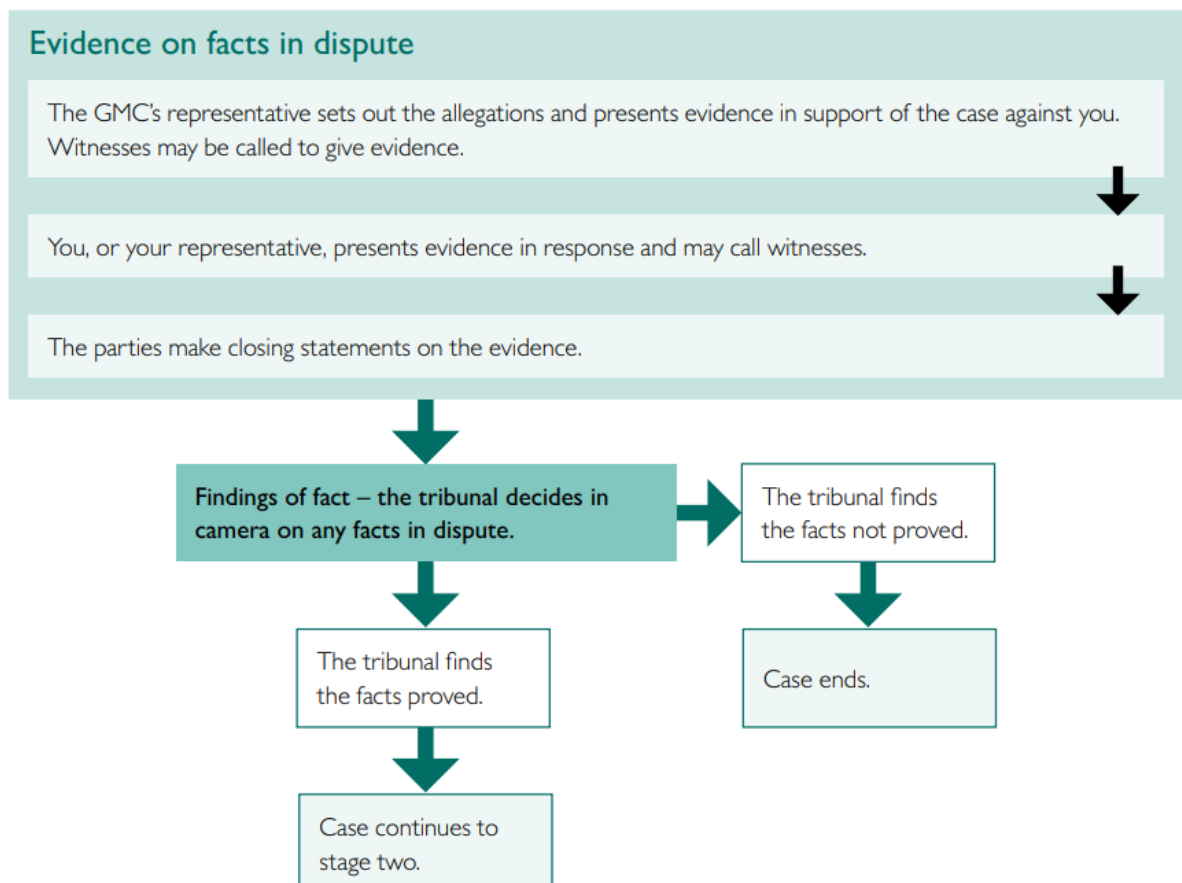 Evidence on facts in dispute
The GMC’s representative sets out the allegations and presents evidence in support of the case against you.
Witnesses may be called to give evidence.
You, or your representative, presents evidence in response and may call witnesses.
The parties make closing statements on the evidence.
Findings of fact – the tribunal decides in
camera on any facts in dispute.
The tribunal finds
the facts not proved.
The tribunal finds
the facts proved.
Case ends.
Case continues to
stage two.